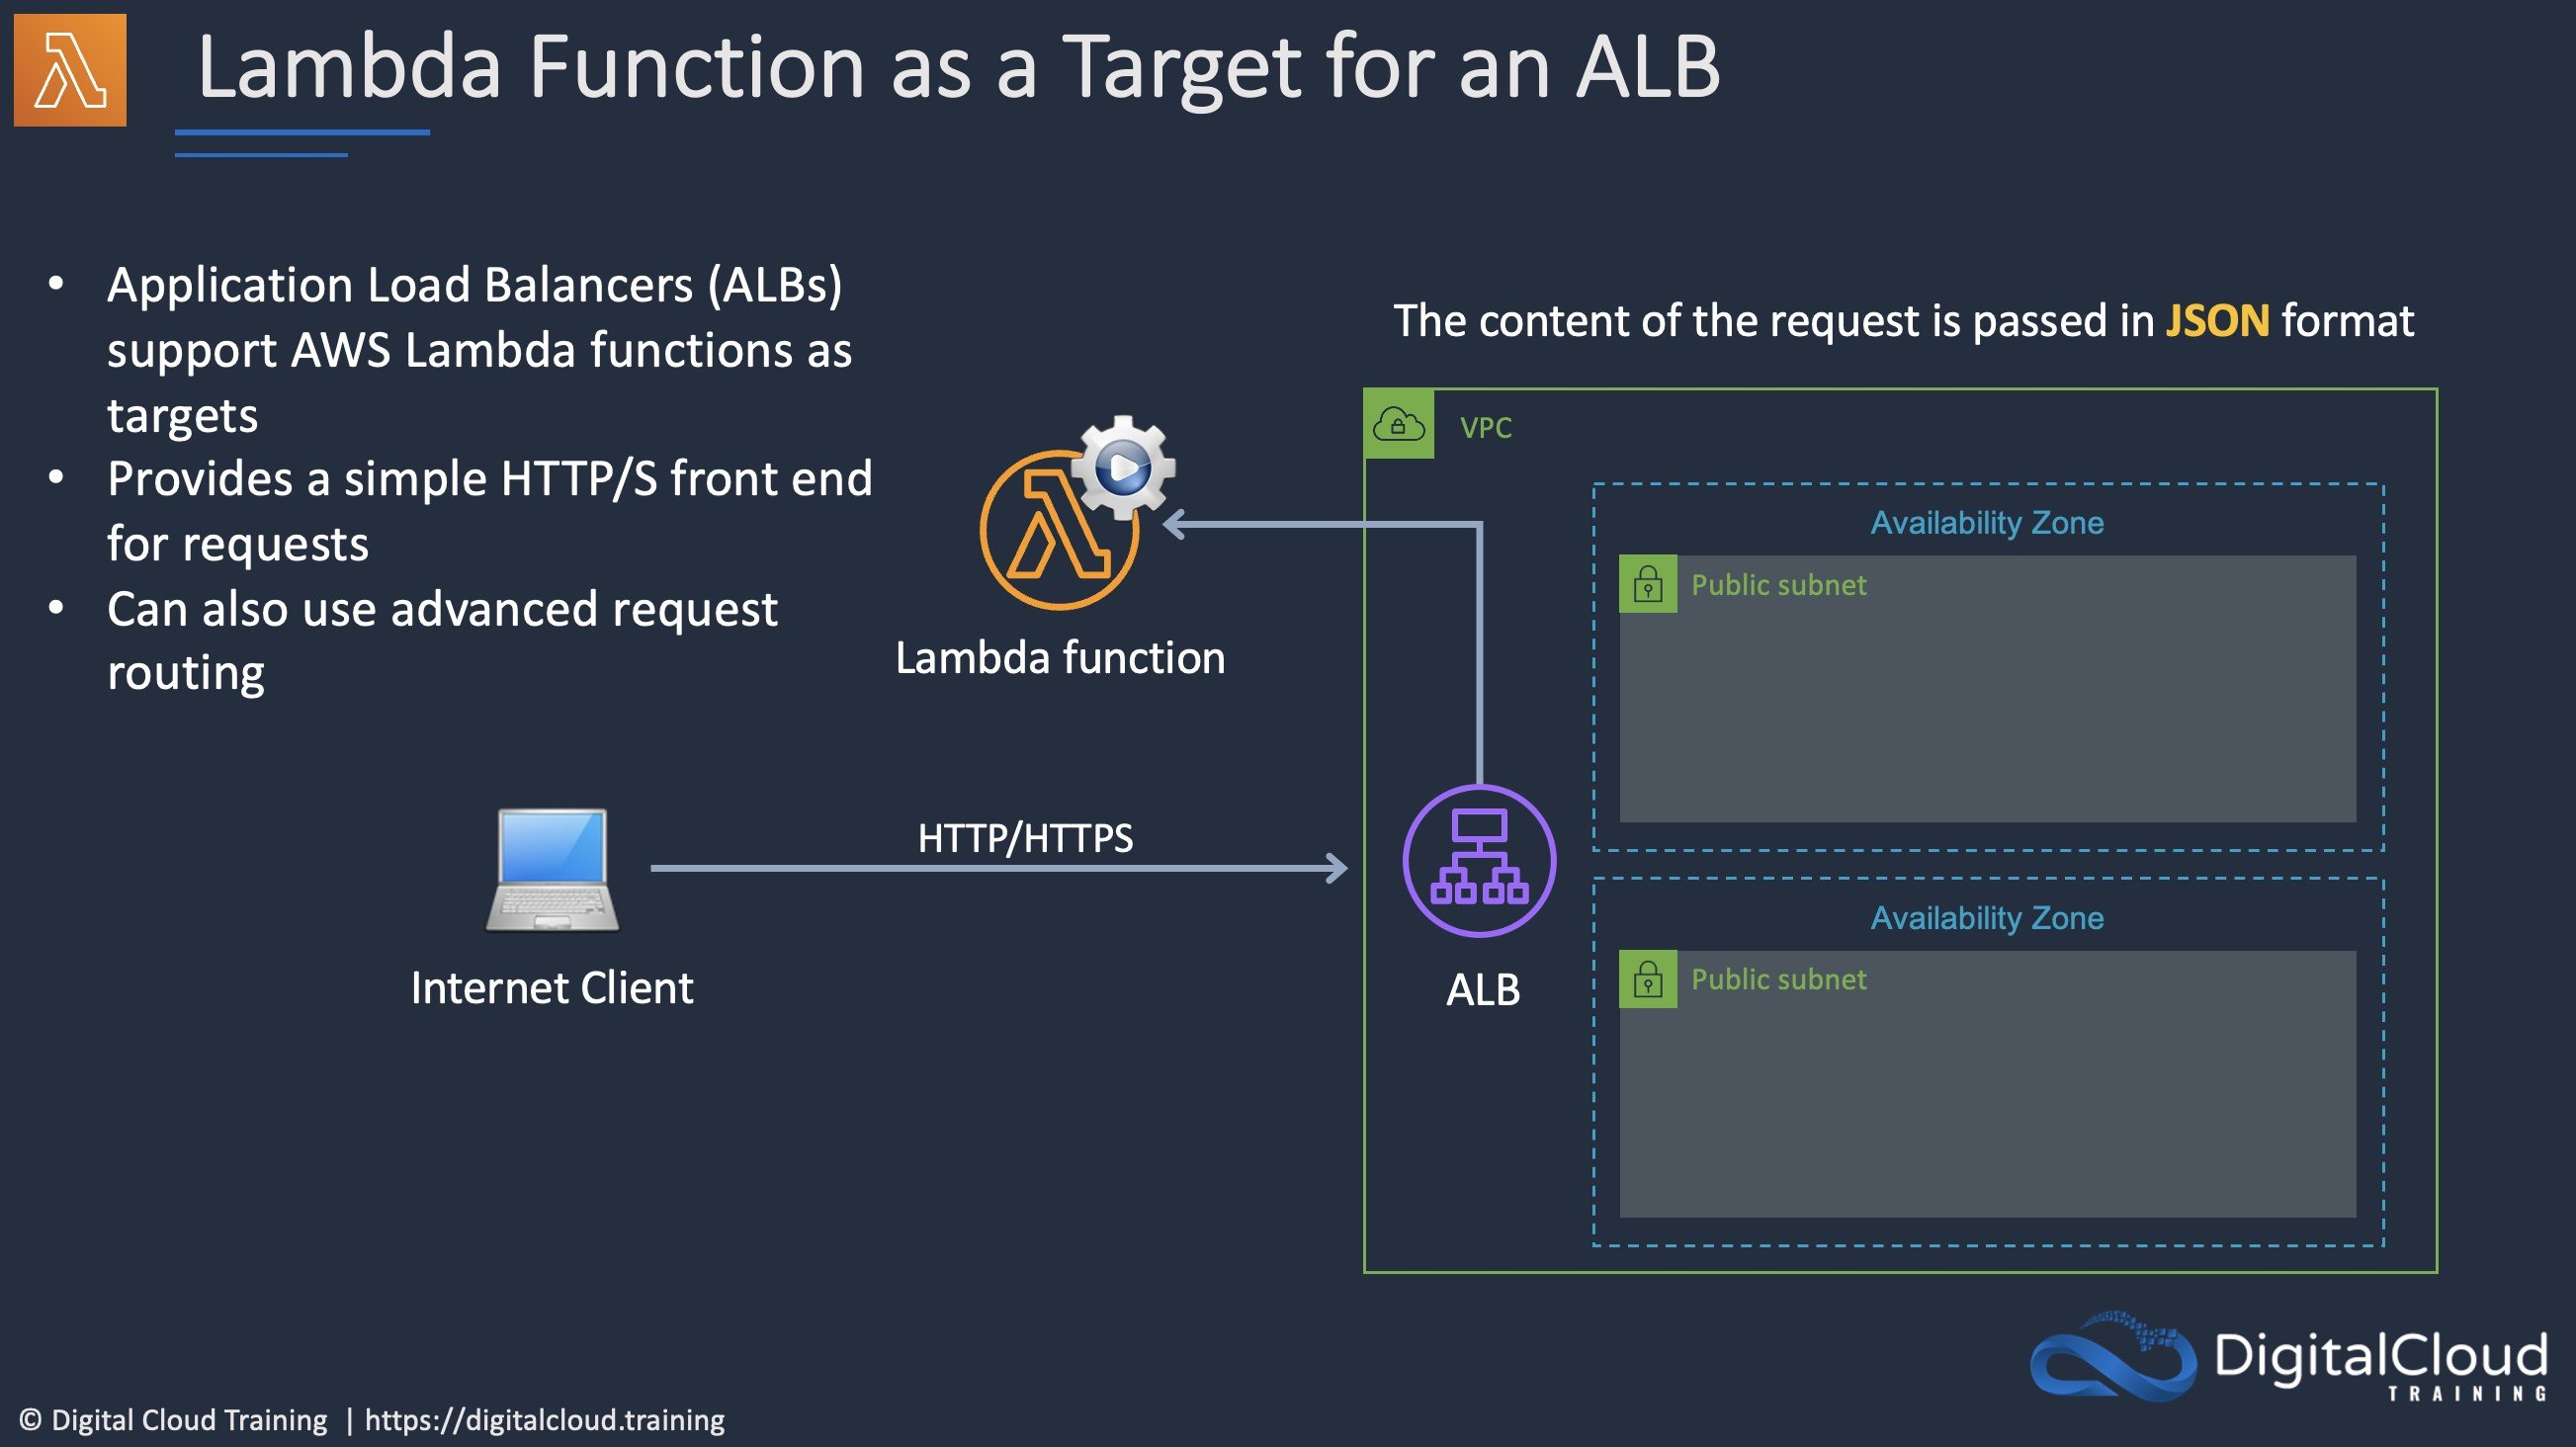 Lambda Function as a Target for an ALB
• Application Load Balancers (ALBs)
support AWS Lambda functions as
targets
• Provides a simple HTTP/S front end
for requests
• Can also use advanced request
routing
The content of the request is passed in JSON format
VPC
Availability Zone
Public subnet
Lambda function
HTTP/HTTPS
Internet Client
ALB
Availability Zone
Public subnet
DigitalCloud
TRAINING
© Digital Cloud Training | https://digitalcloud.training